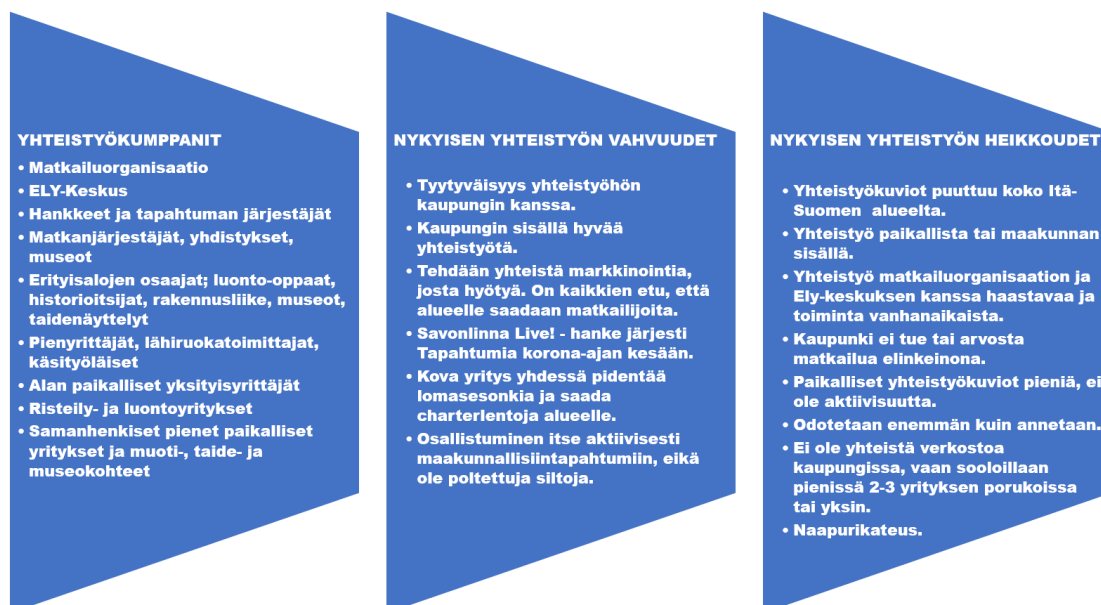 YHTEISTYÖKUMPPANIT
• Matkailuorganisaatio
• ELY-Keskus
• Hankkeet ja tapahtuman järjestäjät
• Matkanjärjestäjät, yhdistykset,
museot
• Erityisalojen osaajat; luonto-oppaat,
historioitsijat, rakennusliike, museot,
taidenäyttelyt
• Pienyrittäjät, lähiruokatoimittajat,
käsityöläiset
• Alan paikalliset yksityisyrittäjät
• Risteily- ja luontoyritykset
• Samanhenkiset pienet paikalliset
yritykset ja muoti-, taide- ja
museokohteet
NYKYISEN YHTEISTYÖN VAHVUUDET
• Tyytyväisyys yhteistyöhön
kaupungin kanssa.
• Kaupungin sisällä hyvää
yhteistyötä.
• Tehdään yhteistä markkinointia,
josta hyötyä. On kaikkien etu, että
alueelle saadaan matkailijoita.
• Savonlinna Live! - hanke järjesti
Tapahtumia korona-ajan kesään.
• Kova yritys yhdessä pidentää
lomasesonkia ja saada
charterlentoja alueelle.
• Osallistuminen itse aktiivisesti
maakunnallisiintapahtumiin, eikä
ole poltettuja siltoja.
NYKYISEN YHTEISTYÖN HEIKKOUDET
• Yhteistyökuviot puuttuu koko Itä-
Suomen alueelta.
• Yhteistyö paikallista tai maakunnan
sisällä.
• Yhteistyö matkailuorganisaation ja
Ely-keskuksen kanssa haastavaa ja
toiminta vanhanaikaista.
• Kaupunki ei tue tai arvosta
matkailua elinkeinona.
• Paikalliset yhteistyökuviot pieniä, ei
ole aktiivisuutta.
• Odotetaan enemmän kuin annetaan.
• Ei ole yhteistä verkostoa
kaupungissa, vaan sooloillaan
pienissä 2-3 yrityksen porukoissa
tai yksin.
• Naapurikateus.